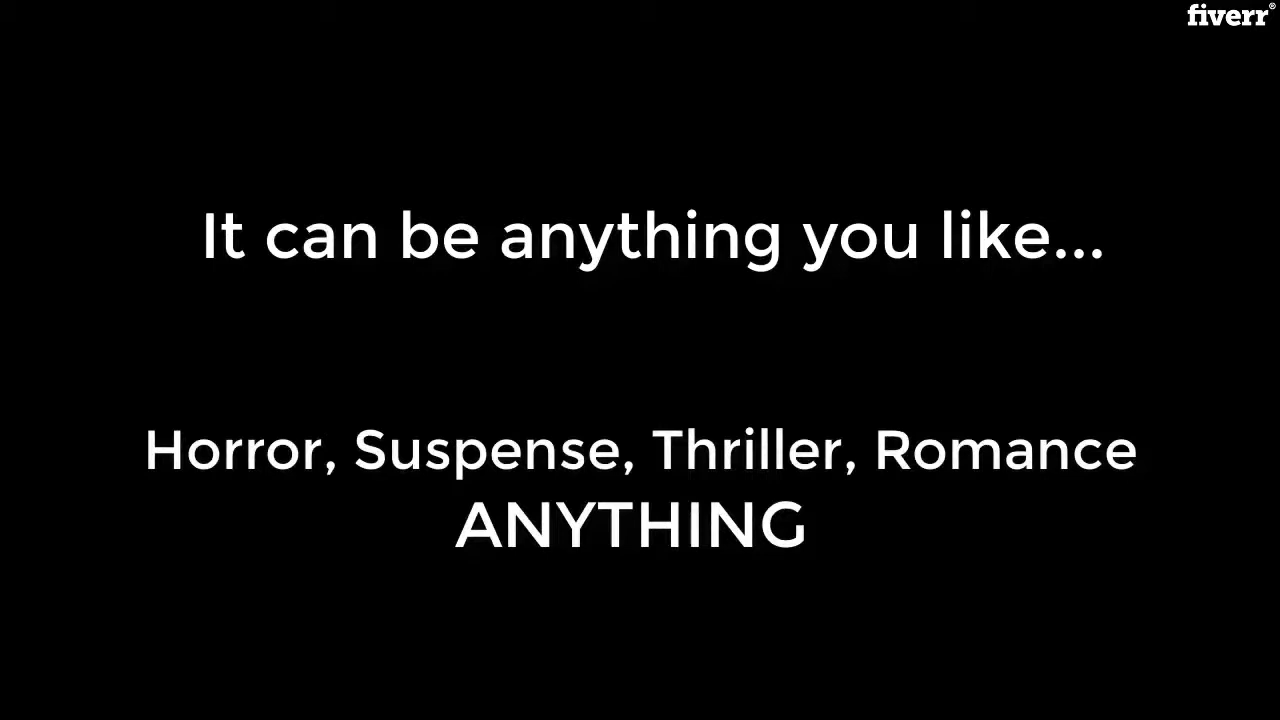 fiverr®
It can be anything you like...
Horror, Suspense, Thriller, Romance
ANYTHING